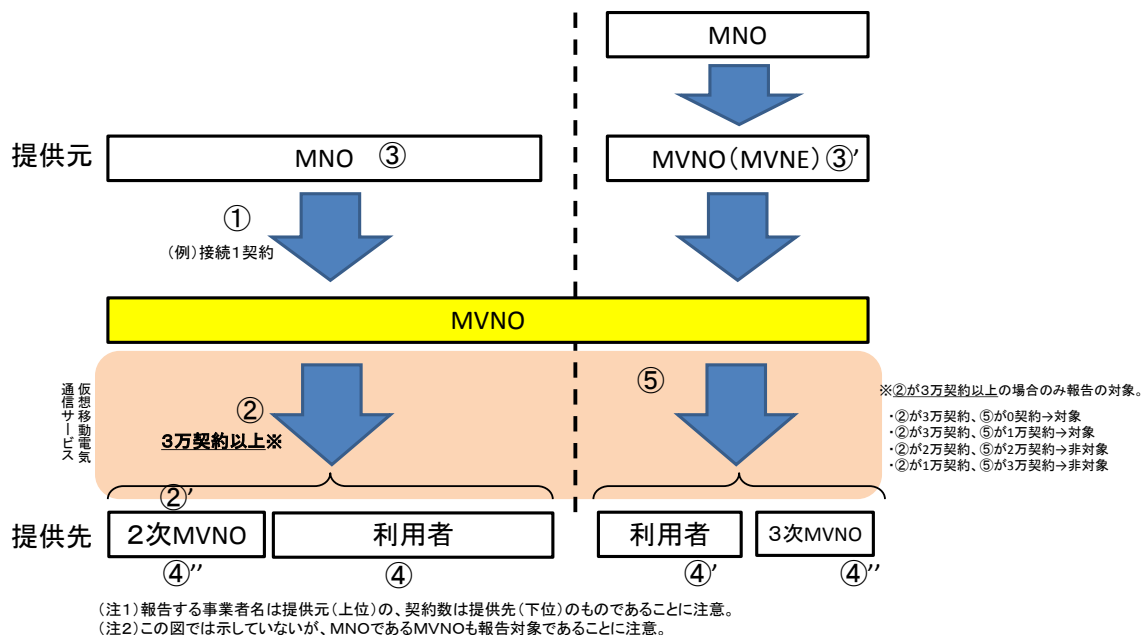 MNO
提供元
MNO ③
MVNO(MVNE)③’
①
(例)接続1契約
MVNO
仮想移動電気
通信サービス
②
3万契約以上※
⑤
※②が3万契約以上の場合のみ報告の対象。
・②が3万契約、⑤が0契約→対象
・②が3万契約、⑤が1万契約→対象
・②が2万契約、⑤が2万契約→非対象
・②が1万契約、⑤が3万契約→非対象
②’
提供先
2次MVNO
利用者
利用者
3次MVNO
④’’
④
④’
④’’
(注1)報告する事業者名は提供元(上位)の、契約数は提供先(下位)のものであることに注意。
(注2)この図では示していないが、MNOであるMVNOも報告対象であることに注意。